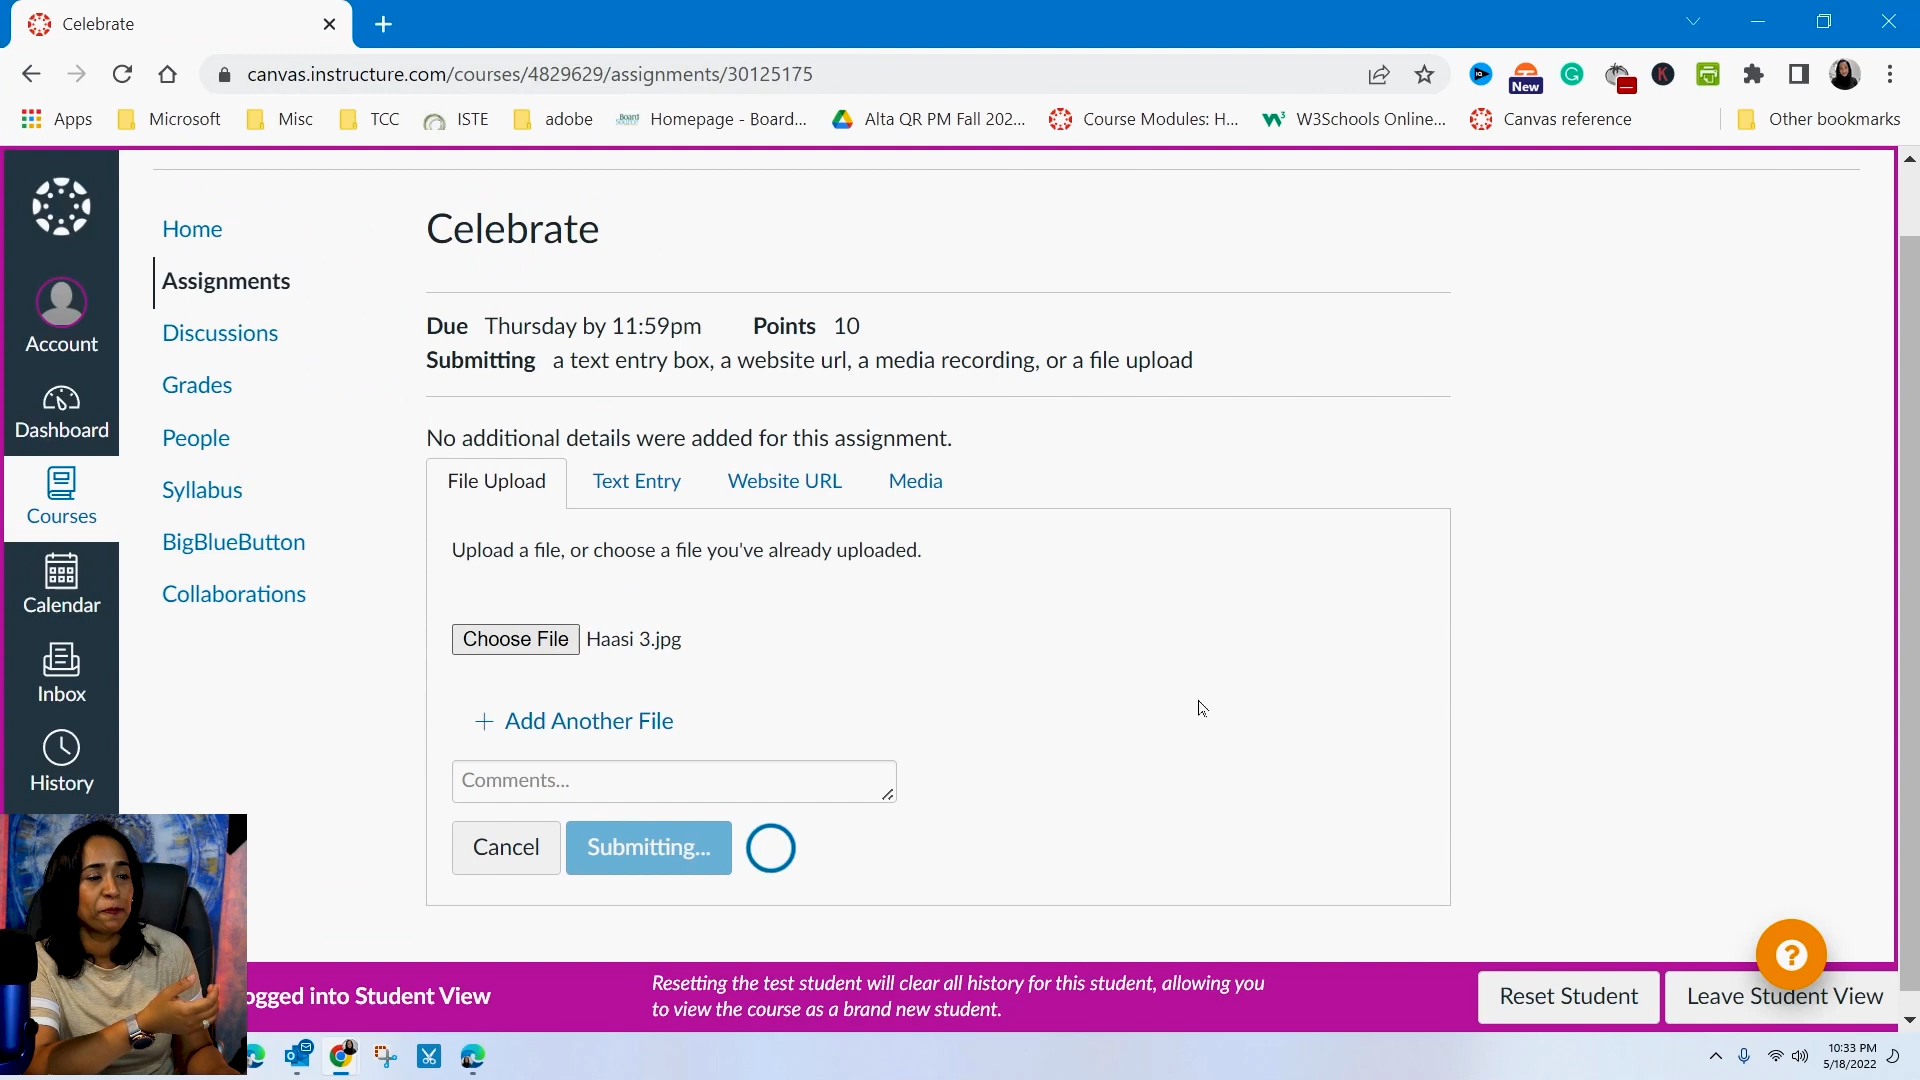 Celebrate
canvas.instructure.com/courses/4829629/assignments/30125175
New
Apps
Microsoft
Misc
TCC
ISTE
adobe
Homepage - Board...
Alta QR PM Fall 202...
Course Modules: H...
W3Schools Online...
Canvas reference
Other bookmarks
Account
Dashboard
Courses
Calendar
Inbox
History
Home
Assignments
Discussions
Grades
People
Syllabus
BigBlueButton
Collaborations
Celebrate
Due Thursday by 11:59pm Points 10
Submitting a text entry box, a website url, a media recording, or a file upload
No additional details were added for this assignment.
File Upload Text Entry Website URL Media
Upload a file, or choose a file you've already uploaded.
Choose File Haasi 3.jpg
+ Add Another File
Comments...
Cancel Submitting...
ogged into Student View
Resetting the test student will clear all history for this student, allowing you
to view the course as a brand new student.
Reset Student
Leave Student View
10:33 PM
5/18/2022